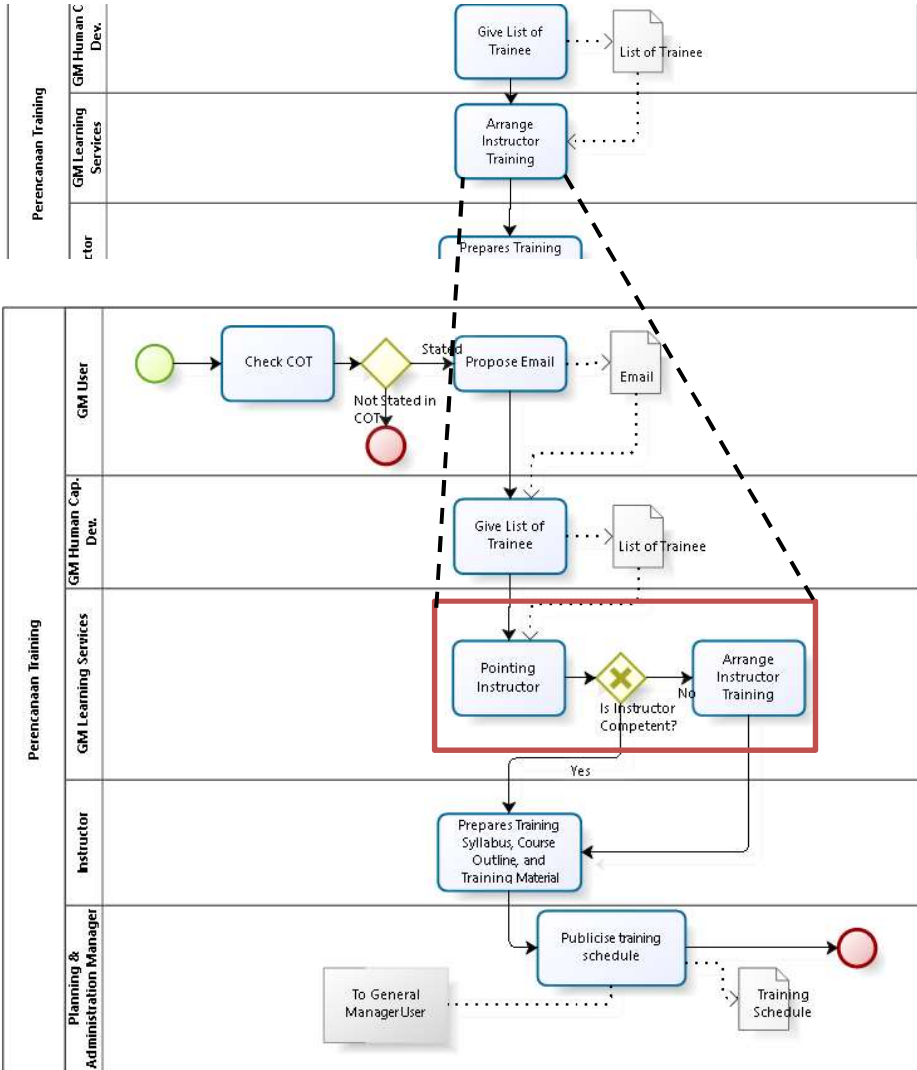 Perencanaan Training
GM Human C
Dev.
Give List of
Trainee
List of Trainee
GM Learning
Services
Arrange
Instructor
Training
ctor
Prepares Training
Perencanaan Training
GM User
Check COT
Stated
Not Stated in
COT
Propose Email
Email
GM Human Cap.
Dev.
Give List of
Trainee
List of Trainee
GM Learning Services
Pointing
Instructor
Is Instructor
Competent?
No
Arrange
Instructor
Training
Yes
Instructor
Prepares Training
Syllabus, Course
Outline, and
Training Material
Planning &
Administration Manager
Publicise training
schedule
To General
ManagerUser
Training
Schedule